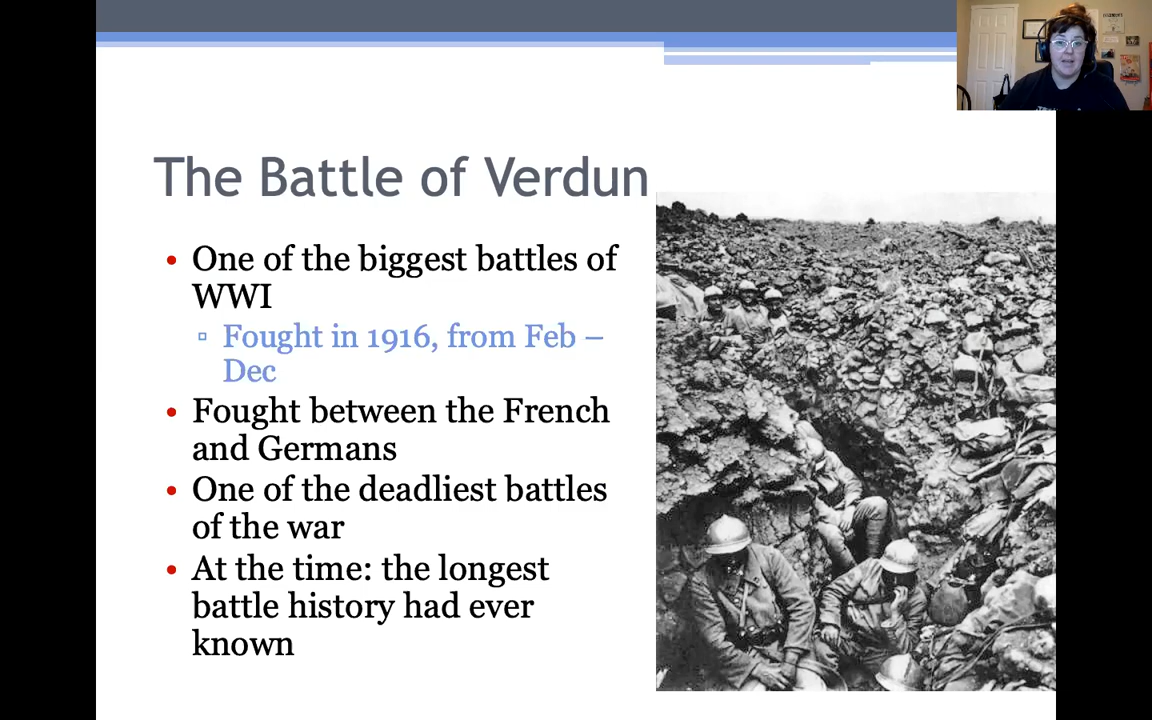 The Battle of Verdun
• One of the biggest battles of
WWI
▫ Fought in 1916, from Feb –
Dec
• Fought between the French
and Germans
• One of the deadliest battles
of the war
• At the time: the longest
battle history had ever
known